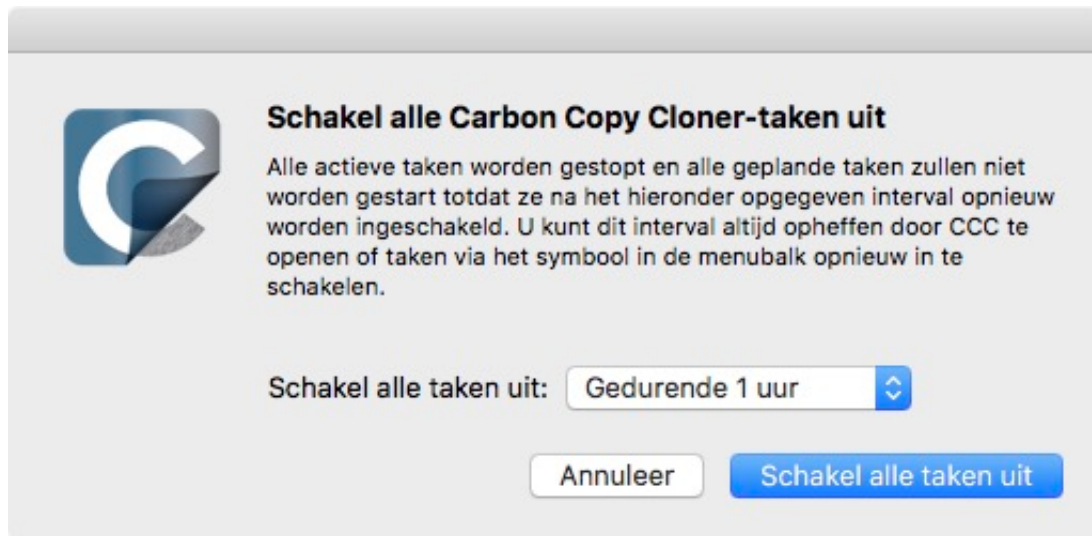 Schakel alle Carbon Copy Cloner-taken uit
Alle actieve taken worden gestopt en alle geplande taken zullen niet
worden gestart totdat ze na het hieronder opgegeven interval opnieuw
worden ingeschakeld. U kunt dit interval altijd opheffen door CCC te
openen of taken via het symbool in de menubalk opnieuw in te
schakelen.
Schakel alle taken uit: Gedurende 1 uur
Annuleer Schakel alle taken uit